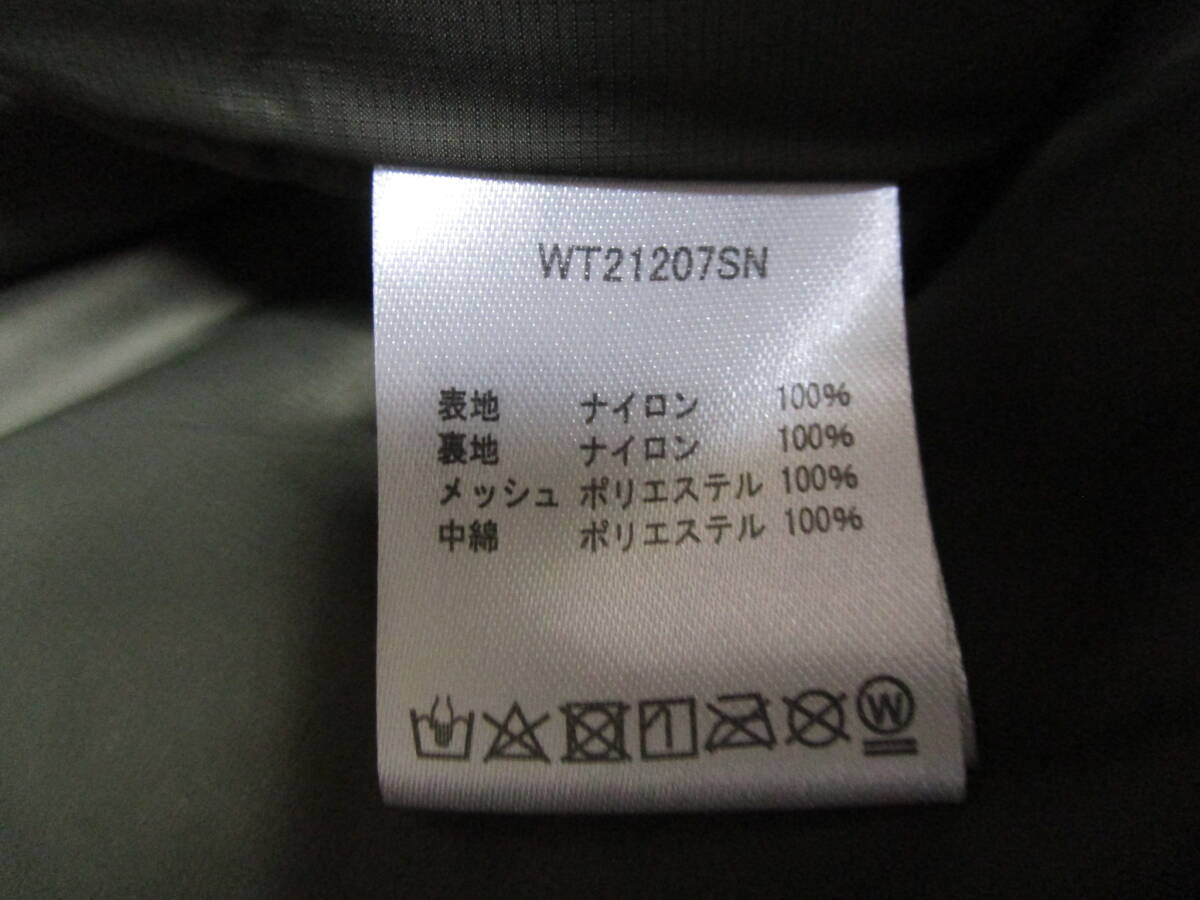 WT21207SN
表地 ナイロン 100%
裏地 ナイロン 100%
メッシュ ポリエステル 100%
中綿 ポリエステル 100%
W